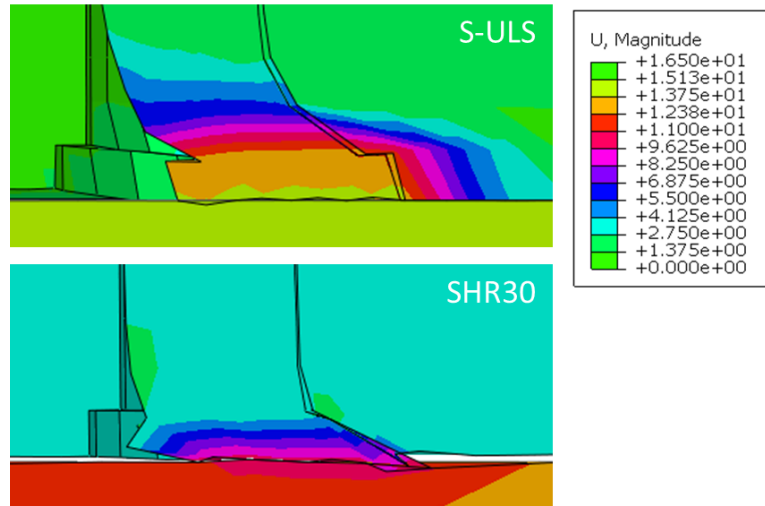 S-ULS
SHR30
U, Magnitude
+1.650e+01
+1.513e+01
+1.375e+01
+1.238e+01
+1.100e+01
+9.625e+00
+8.250e+00
+6.875e+00
+5.500e+00
+4.125e+00
+2.750e+00
+1.375e+00
+0.000e+00